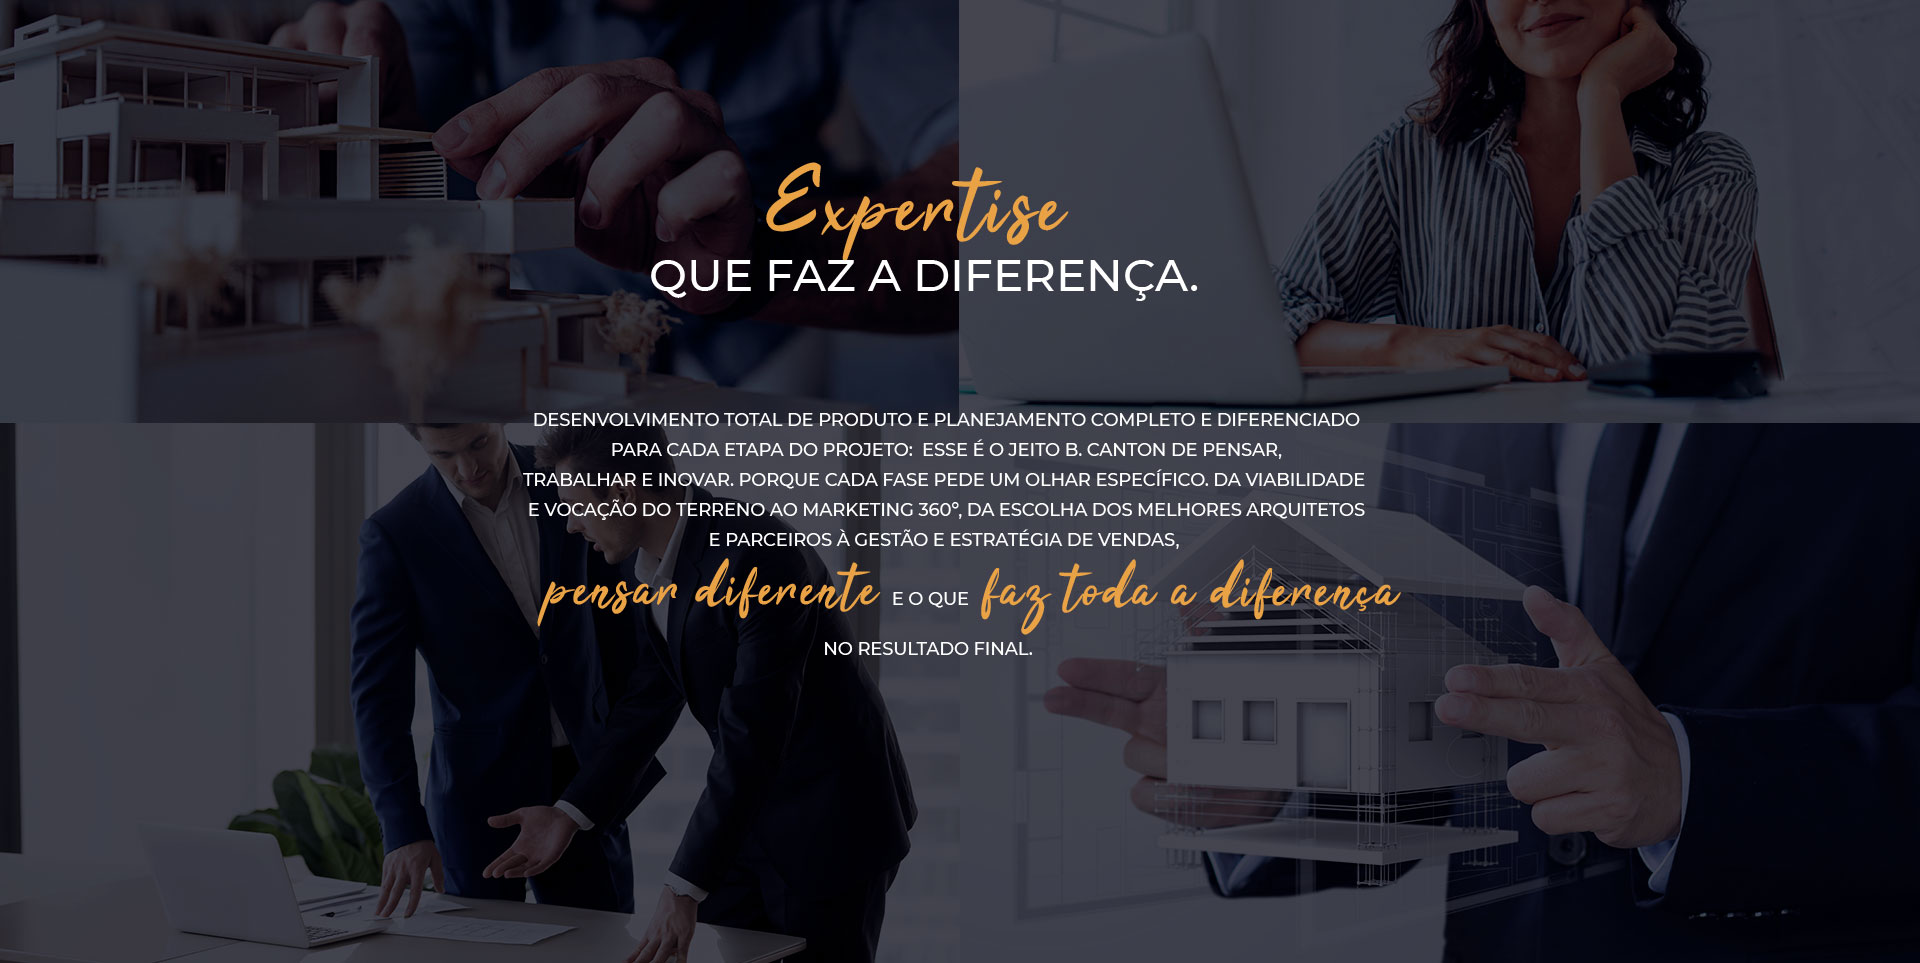 Expertise
QUE FAZ A DIFERENÇA.
DESENVOLVIMENTO TOTAL DE PRODUTO E PLANEJAMENTO COMPLETO E DIFERENCIADO
PARA CADA ETAPA DO PROJETO: ESSE É O JEITO B. CANTON DE PENSAR,
TRABALHAR E INOVAR. PORQUE CADA FASE PEDE UM OLHAR ESPECÍFICO. DA VIABILIDADE
E VOCAÇÃO DO TERRENO AO MARKETING 360º, DA ESCOLHA DOS MELHORES ARQUITETOS
E PARCEIROS À GESTÃO E ESTRATÉGIA DE VENDAS,
pensar diferente E O QUE faz toda a diferença
NO RESULTADO FINAL.